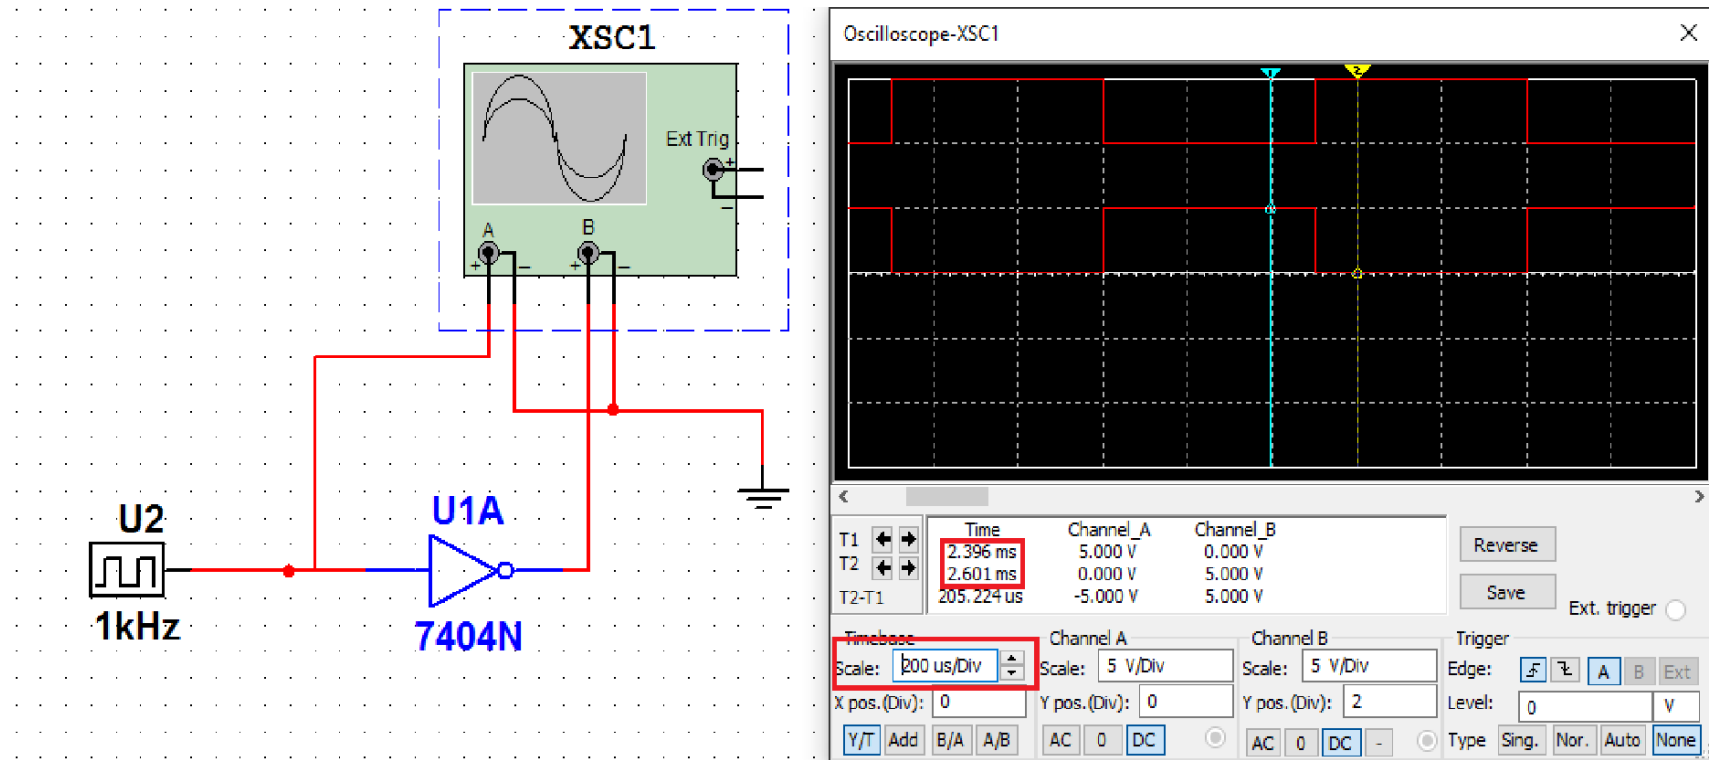 XSC1
Ext Trig
+
−
A
B
+ − + −
U2
1kHz
U1A
7404N
Oscilloscope-XSC1
1 2
Time Channel_A Channel_B
T1 2.396 ms 5.000 V 0.000 V
T2 2.601 ms 0.000 V 5.000 V
T2-T1 205.224 us -5.000 V 5.000 V
Reverse
Save
Ext. trigger
Timebase Channel A Channel B Trigger
Scale: 200 us/Div Scale: 5 V/Div Scale: 5 V/Div Edge: A B Ext
X pos.(Div): 0 Y pos.(Div): 0 Y pos.(Div): 2 Level: 0 V
Y/T Add B/A A/B AC 0 DC AC 0 DC - Type Sing. Nor. Auto None